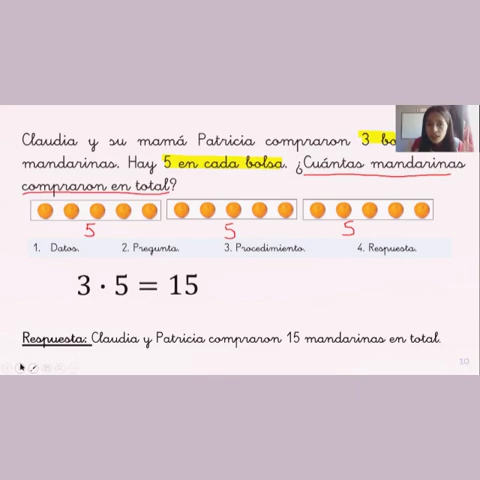 Claudia y su mamá Patricia compraron 3
mandarinas. Hay 5 en cada bolsa. ¿Cuántas mandarinas
compraron en total?
5 5 5
1. Datos. 2. Pregunta. 3. Procedimiento. 4. Respuesta.
3 · 5 = 15
Respuesta: Claudia y Patricia compraron 15 mandarinas en total.
10